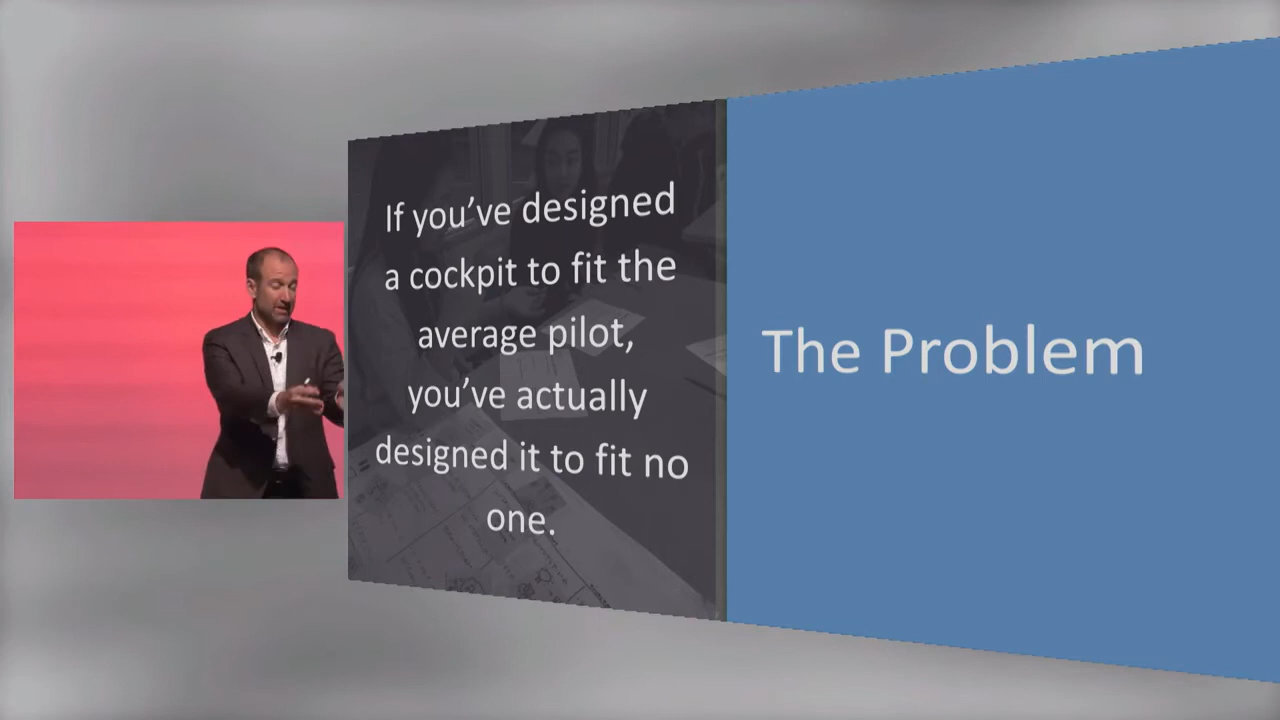 If you’ve designed
a cockpit to fit the
average pilot,
you’ve actually
designed it to fit no
one.
The Problem